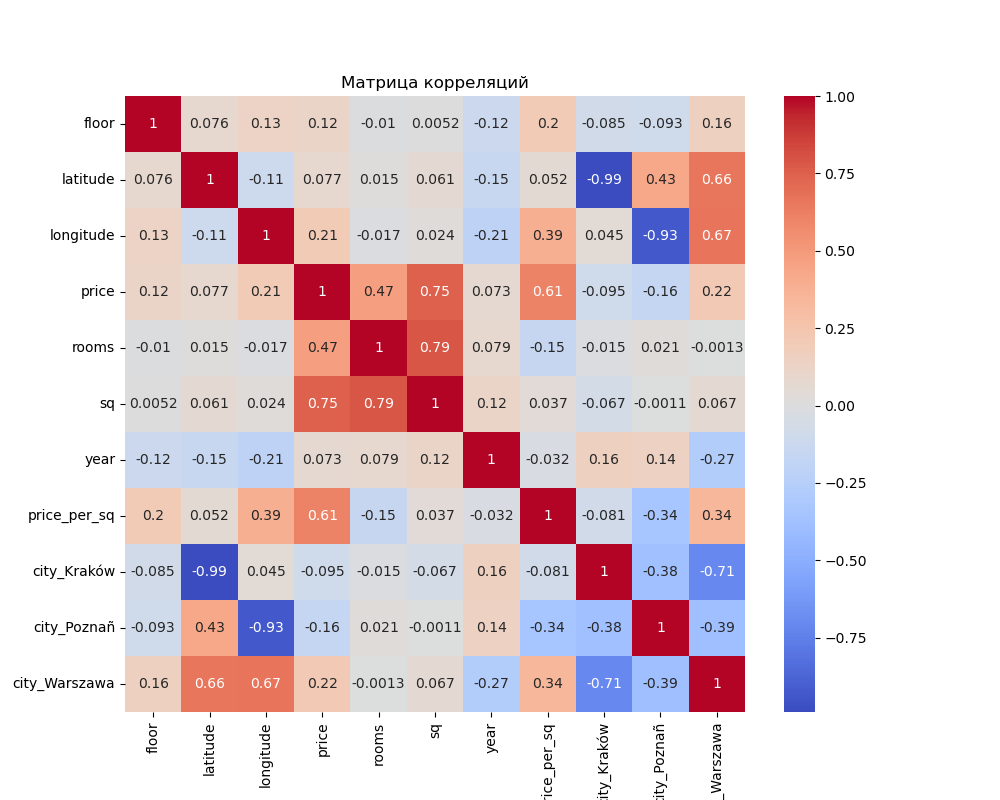 Матрица корреляций
floor 1 0.076 0.13 0.12 -0.01 0.0052 -0.12 0.2 -0.085 -0.093 0.16
latitude 0.076 1 -0.11 0.077 0.015 0.061 -0.15 0.052 -0.99 0.43 0.66
longitude 0.13 -0.11 1 0.21 -0.017 0.024 -0.21 0.39 0.045 -0.93 0.67
price 0.12 0.077 0.21 1 0.47 0.75 0.073 0.61 -0.095 -0.16 0.22
rooms -0.01 0.015 -0.017 0.47 1 0.79 0.079 -0.15 -0.015 0.021 -0.0013
sq 0.0052 0.061 0.024 0.75 0.79 1 0.12 0.037 -0.067 -0.0011 0.067
year -0.12 -0.15 -0.21 0.073 0.079 0.12 1 -0.032 0.16 0.14 -0.27
price_per_sq 0.2 0.052 0.39 0.61 -0.15 0.037 -0.032 1 -0.081 -0.34 0.34
city_Kraków -0.085 -0.99 0.045 -0.095 -0.015 -0.067 0.16 -0.081 1 -0.38 -0.71
city_Poznañ -0.093 0.43 -0.93 -0.16 0.021 -0.0011 0.14 -0.34 -0.38 1 -0.39
city_Warszawa 0.16 0.66 0.67 0.22 -0.0013 0.067 -0.27 0.34 -0.71 -0.39 1
floor latitude longitude price rooms sq year rice_per_sq ity_Kraków ity_Poznañ _Warszawa
1.00
0.75
0.50
0.25
0.00
−0.25
−0.50
−0.75